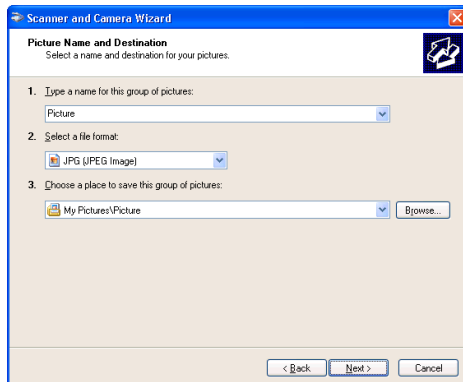 Scanner and Camera Wizard
Picture Name and Destination
Select a name and destination for your pictures.
1. Type a name for this group of pictures:
Picture
2. Select a file format:
JPG (JPEG Image)
3. Choose a place to save this group of pictures:
My Pictures\Picture
Browse...
< Back
Next >
Cancel